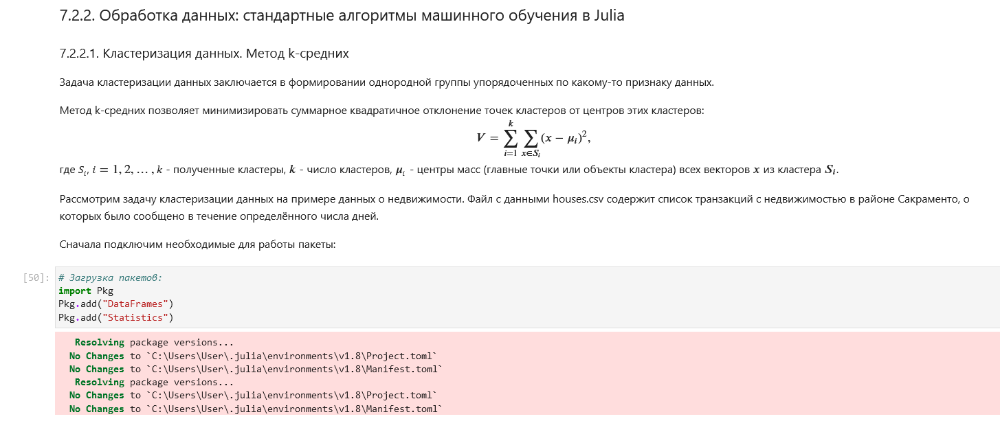 7.2.2. Обработка данных: стандартные алгоритмы машинного обучения в Julia
7.2.2.1. Кластеризация данных. Метод k-средних
Задача кластеризации данных заключается в формировании однородной группы упорядоченных по какому-то признаку данных.
Метод k-средних позволяет минимизировать суммарное квадратичное отклонение точек кластеров от центров этих кластеров:
V = ∑_{i=1}^{k} ∑_{x∈S_i} (x − μ_i)²,
где S_i, i = 1, 2, … , k - полученные кластеры, k - число кластеров, μ_i - центры масс (главные точки или объекты кластера) всех векторов x из кластера S_i.
Рассмотрим задачу кластеризации данных на примере данных о недвижимости. Файл с данными houses.csv содержит список транзакций с недвижимостью в районе Сакраменто, о
которых было сообщено в течение определённого числа дней.
Сначала подключим необходимые для работы пакеты:
[50]: # Загрузка пакетов:
import Pkg
Pkg.add("DataFrames")
Pkg.add("Statistics")
Resolving package versions...
No Changes to `C:\Users\User\.julia\environments\v1.8\Project.toml`
No Changes to `C:\Users\User\.julia\environments\v1.8\Manifest.toml`
Resolving package versions...
No Changes to `C:\Users\User\.julia\environments\v1.8\Project.toml`
No Changes to `C:\Users\User\.julia\environments\v1.8\Manifest.toml`